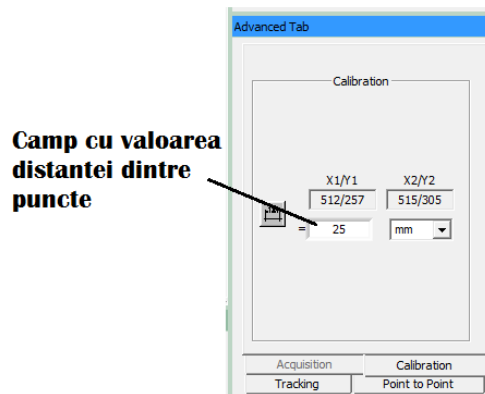 Advanced Tab
Calibration
Camp cu valoarea
distantei dintre
puncte
X1/Y1 X2/Y2
512/257 515/305
= 25 mm
Acquisition Calibration
Tracking Point to Point